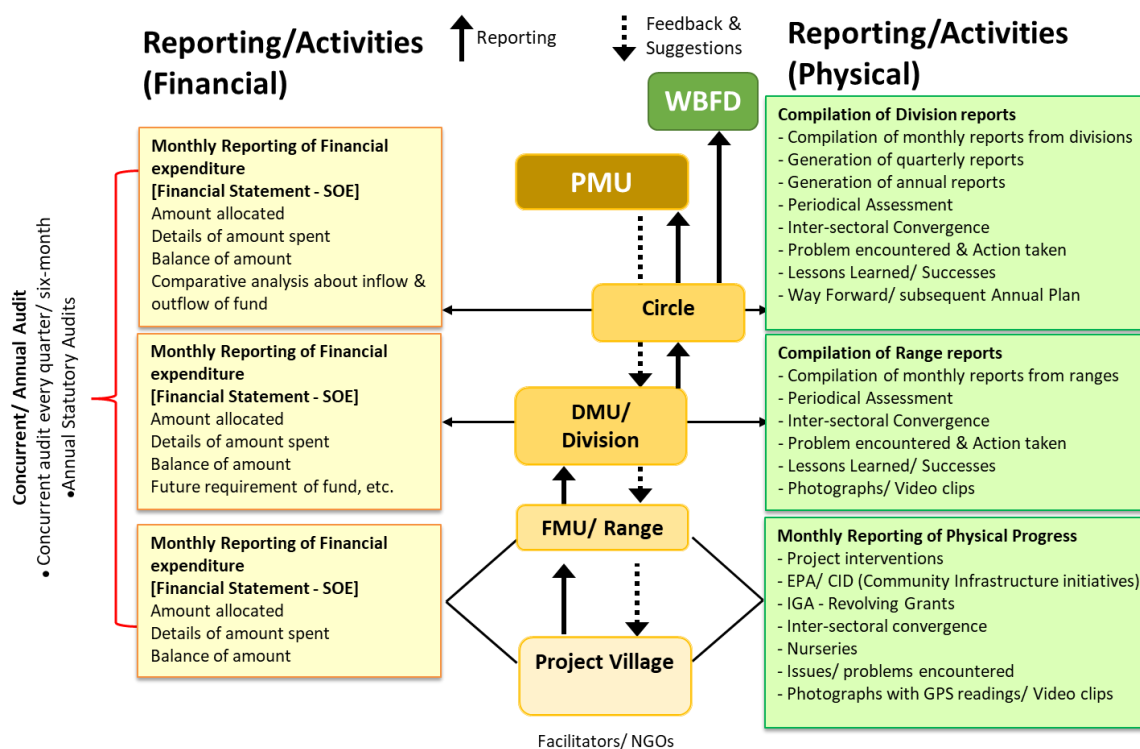 Reporting/Activities
(Financial)
Reporting
Feedback &
Suggestions
Reporting/Activities
(Physical)
WBFD
PMU
Circle
DMU/
Division
FMU/ Range
Project Village
Facilitators/ NGOs
Concurrent/ Annual Audit
• Concurrent audit every quarter/ six-month
•Annual Statutory Audits
Monthly Reporting of Financial
expenditure
[Financial Statement - SOE]
Amount allocated
Details of amount spent
Balance of amount
Comparative analysis about inflow &
outflow of fund
Monthly Reporting of Financial
expenditure
[Financial Statement - SOE]
Amount allocated
Details of amount spent
Balance of amount
Future requirement of fund, etc.
Monthly Reporting of Financial
expenditure
[Financial Statement - SOE]
Amount allocated
Details of amount spent
Balance of amount
Compilation of Division reports
- Compilation of monthly reports from divisions
- Generation of quarterly reports
- Generation of annual reports
- Periodical Assessment
- Inter-sectoral Convergence
- Problem encountered & Action taken
- Lessons Learned/ Successes
- Way Forward/ subsequent Annual Plan
Compilation of Range reports
- Compilation of monthly reports from ranges
- Periodical Assessment
- Inter-sectoral Convergence
- Problem encountered & Action taken
- Lessons Learned/ Successes
- Photographs/ Video clips
Monthly Reporting of Physical Progress
- Project interventions
- EPA/ CID (Community Infrastructure initiatives)
- IGA - Revolving Grants
- Inter-sectoral convergence
- Nurseries
- Issues/ problems encountered
- Photographs with GPS readings/ Video clips